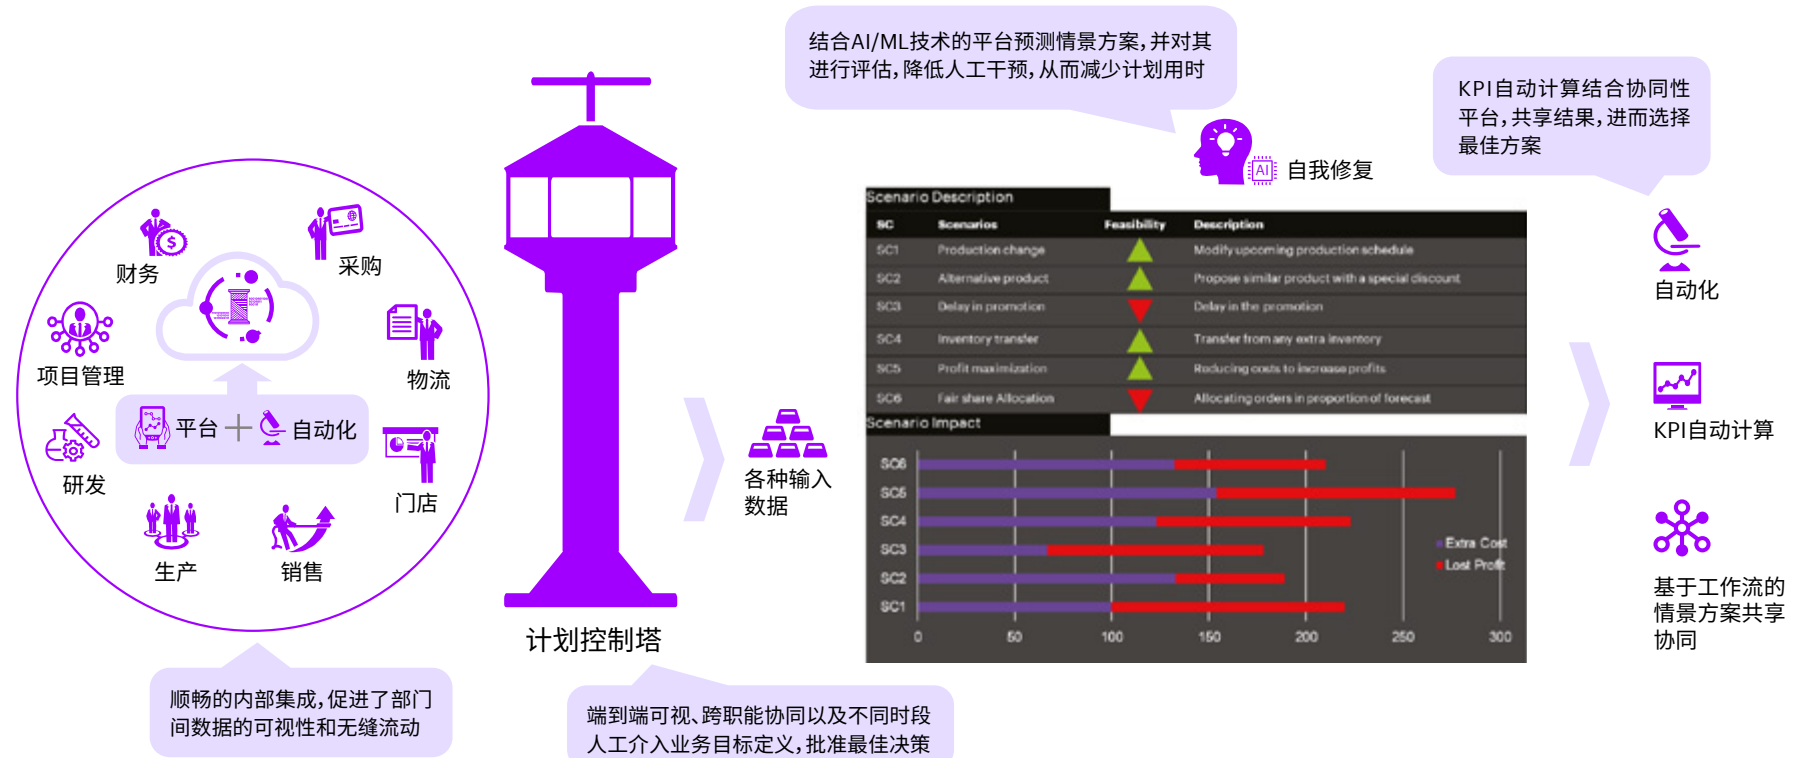 结合AI/ML技术的平台预测情景方案,并对其
进行评估,降低人工干预,从而减少计划用时
KPI自动计算结合协同性
平台,共享结果,进而选择
最佳方案
AI
自我修复
财务
采购
项目管理
物流
平台
自动化
研发
门店
生产
销售
计划控制塔
各种输入
数据
Scenario Description
SC Scenarios Feasibility Description
SC1 Production change Modify upcoming production schedule
SC2 Alternative product Propose similar product with a special discount
SC3 Delay in promotion Delay in the promotion
SC4 Inventory transfer Transfer from any extra inventory
SC5 Profit maximization Reducing costs to increase profits
SC6 Fair share Allocation Allocating orders in proportion of forecast
Scenario Impact
SC6
SC5
SC4
SC3
SC2
SC1
Extra Cost
Lost Profit
0 50 100 150 200 250 300
自动化
KPI自动计算
基于工作流的
情景方案共享
协同
顺畅的内部集成,促进了部门
间数据的可视性和无缝流动
端到端可视、跨职能协同以及不同时段
人工介入业务目标定义,批准最佳决策